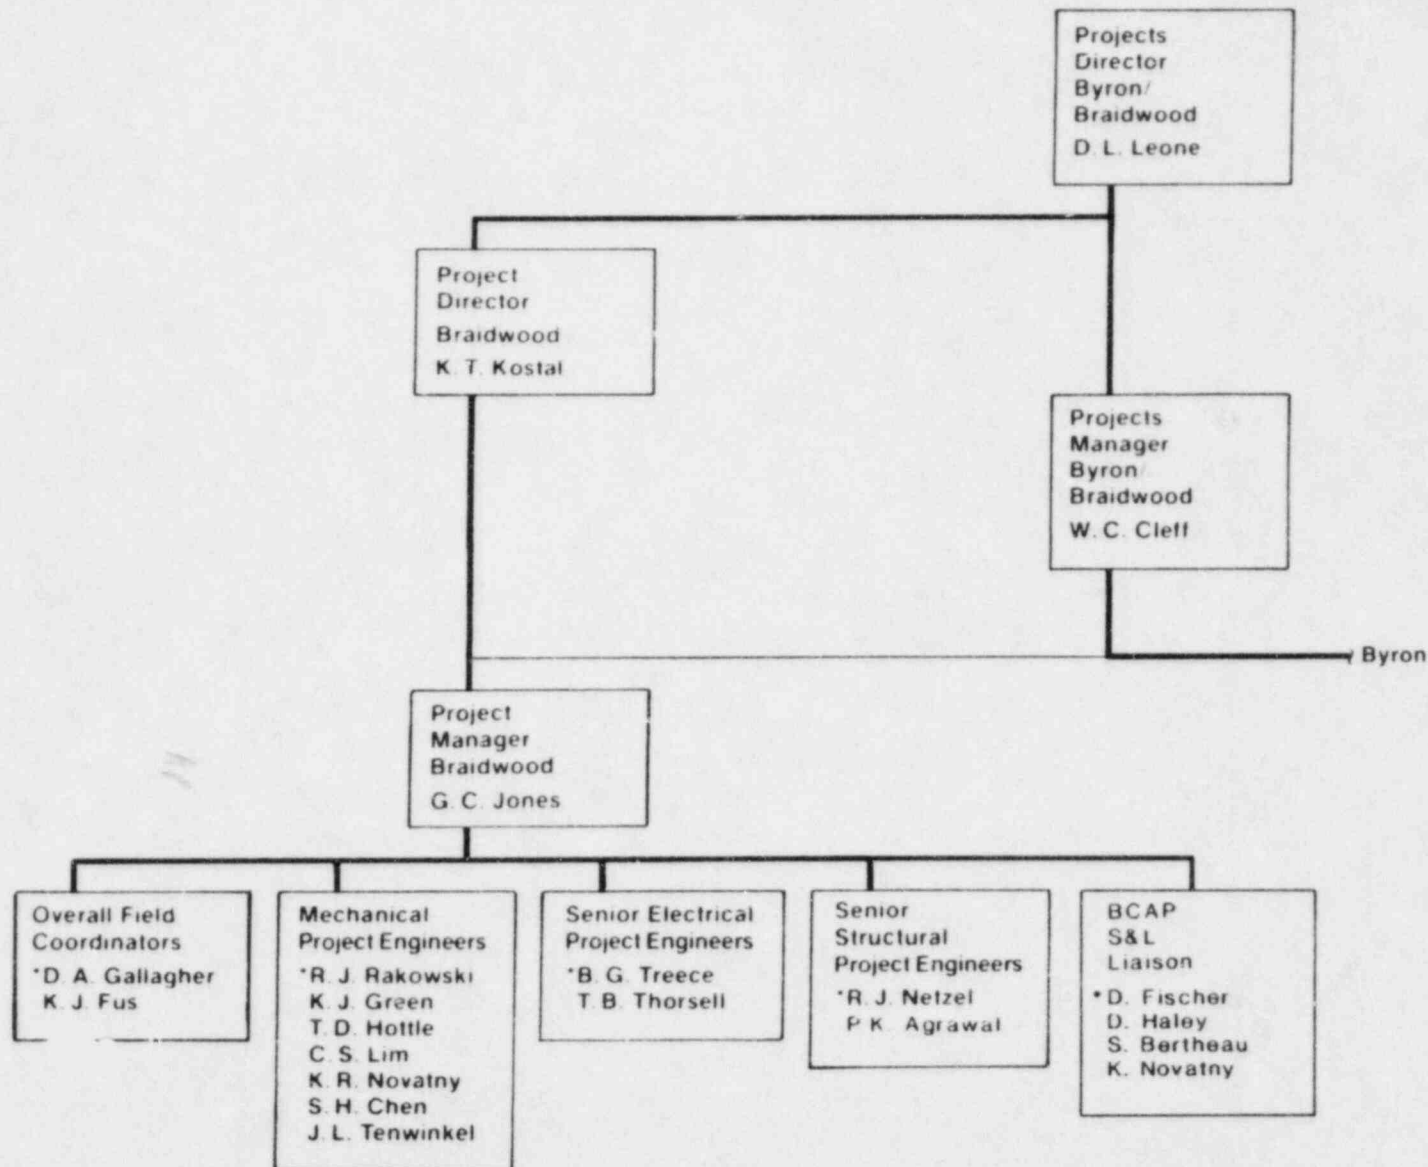 Projects
Director
Byron/
Braidwood
D. L. Leone
Project
Director
Braidwood
K. T. Kostal
Projects
Manager
Byron/
Braidwood
W. C. Cleff
Byron
Project
Manager
Braidwood
G. C. Jones
Overall Field
Coordinators
*D. A. Gallagher
K. J. Fus
Mechanical
Project Engineers
*R. J. Rakowski
K. J. Green
T. D. Hottle
C. S. Lim
K. R. Novatny
S. H. Chen
J. L. Tenwinkel
Senior Electrical
Project Engineers
*B. G. Treece
T. B. Thorsell
Senior
Structural
Project Engineers
*R. J. Netzel
P. K. Agrawal
BCAP
S&L
Liaison
*D. Fischer
D. Haley
S. Bertheau
K. Novatny